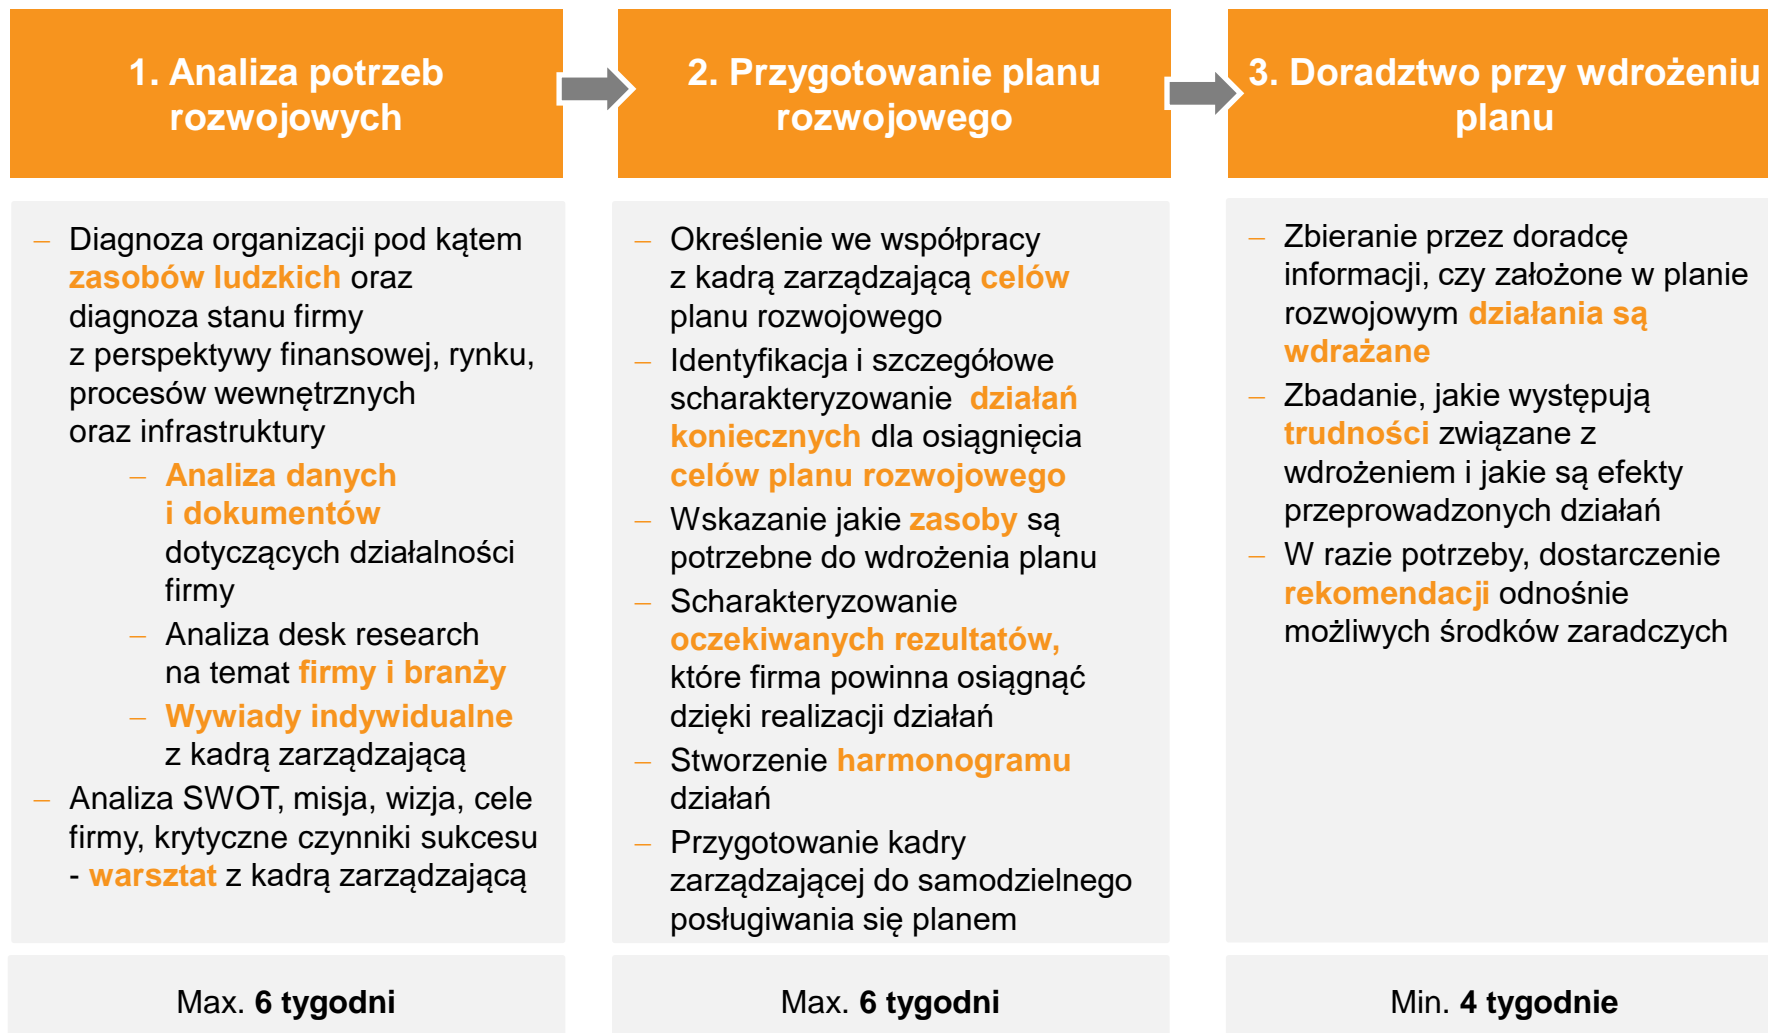 1. Analiza potrzeb
rozwojowych
2. Przygotowanie planu
rozwojowego
3. Doradztwo przy wdrożeniu
planu
– Diagnoza organizacji pod kątem
zasobów ludzkich oraz
diagnoza stanu firmy
z perspektywy finansowej, rynku,
procesów wewnętrznych
oraz infrastruktury
– Analiza danych
i dokumentów
dotyczących działalności
firmy
– Analiza desk research
na temat firmy i branży
– Wywiady indywidualne
z kadrą zarządzającą
– Analiza SWOT, misja, wizja, cele
firmy, krytyczne czynniki sukcesu
- warsztat z kadrą zarządzającą
– Określenie we współpracy
z kadrą zarządzającą celów
planu rozwojowego
– Identyfikacja i szczegółowe
scharakteryzowanie działań
koniecznych dla osiągnięcia
celów planu rozwojowego
– Wskazanie jakie zasoby są
potrzebne do wdrożenia planu
– Scharakteryzowanie
oczekiwanych rezultatów,
które firma powinna osiągnąć
dzięki realizacji działań
– Stworzenie harmonogramu
działań
– Przygotowanie kadry
zarządzającej do samodzielnego
posługiwania się planem
– Zbieranie przez doradcę
informacji, czy założone w planie
rozwojowym działania są
wdrażane
– Zbadanie, jakie występują
trudności związane z
wdrożeniem i jakie są efekty
przeprowadzonych działań
– W razie potrzeby, dostarczenie
rekomendacji odnośnie
możliwych środków zaradczych
Max. 6 tygodni
Max. 6 tygodni
Min. 4 tygodnie